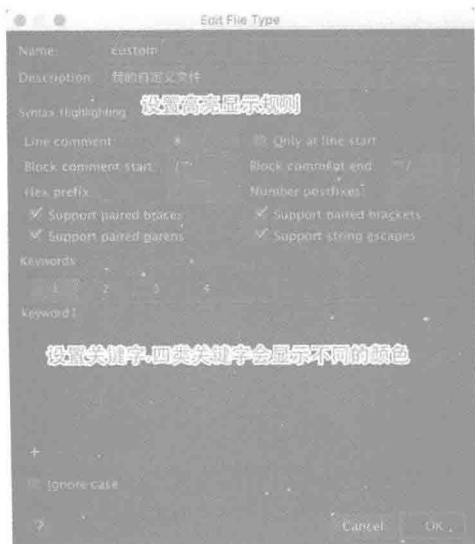 Edit File Type
Name: custom
Description: 我的自定义文件
Syntax Highlighting
设置高亮显示规则
Line comment: # Only at line start
Block comment start: /** Block comment end: **/
Hex prefix: Number postfixes:
Support paired braces Support paired brackets
Support paired parens Support string escapes
Keywords
1 2 3 4
keyword1
设置关键字,四类关键字会显示不同的颜色
+
Ignore case
? Cancel OK